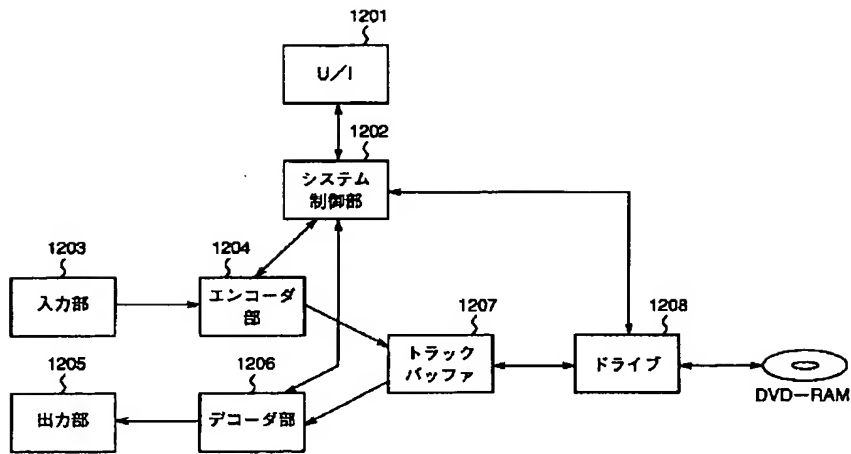 1201
U/I
1202
システム
制御部
1203
入力部
1204
エンコーダ
部
1207
トラック
バッファ
1208
ドライブ
DVD-RAM
1205
出力部
1206
デコーダ部